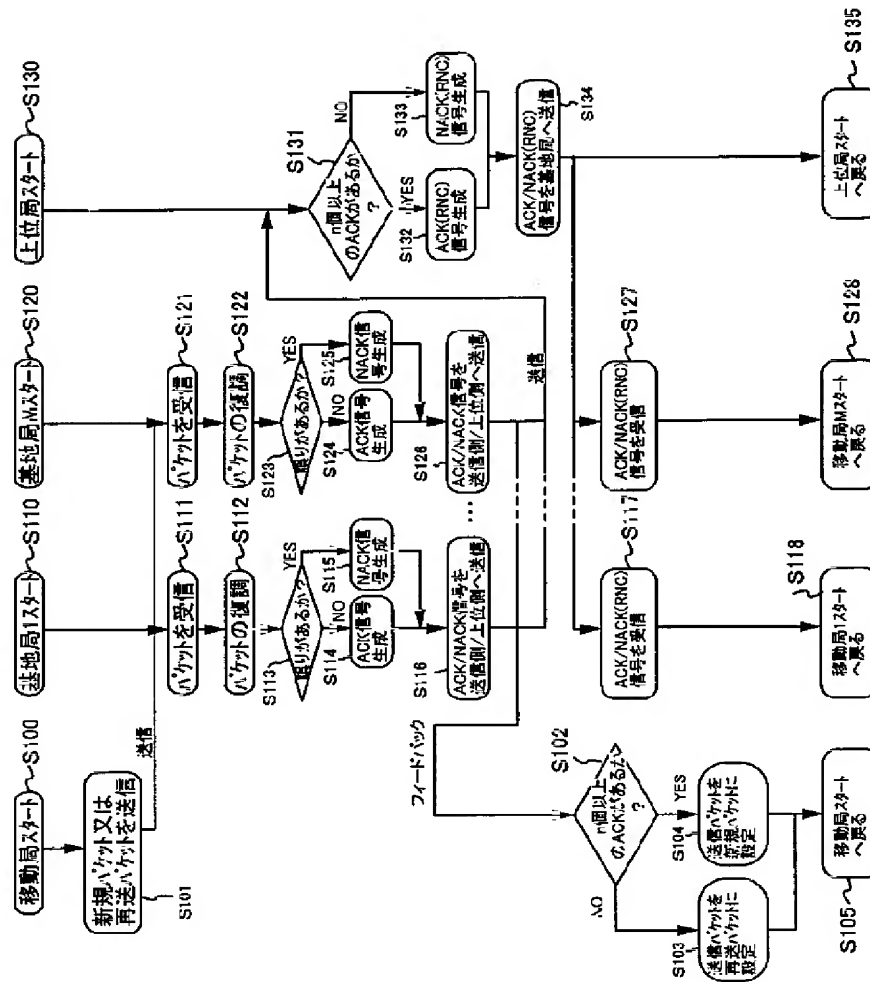 移動局スタート
S100
新規パケット又は
再送パケットを送信
S101
送信
フィードバック
n個以上
のACKがあるか
?
S102
NO
YES
送信パケットを
再送パケットに
設定
S103
送信パケットを
新規パケットに
設定
S104
移動局スタート
へ戻る
S105
基地局1スタート
S110
パケットを受信
S111
パケットの復調
S112
誤りがあるか?
S113
YES
NO
ACK信号
生成
S114
NACK信
号生成
S115
ACK/NACK信号を
送信側/上位側へ送信
S116
ACK/NACK(RNC)
信号を受信
S117
移動局1スタート
へ戻る
S118
基地局Mスタート
S120
パケットを受信
S121
パケットの復調
S122
誤りがあるか?
S123
YES
NO
ACK信号
生成
S124
NACK信
号生成
S125
ACK/NACK信号を
送信側/上位側へ送信
S126
...
送信
ACK/NACK(RNC)
信号を受信
S127
移動局Mスタート
へ戻る
S128
上位局スタート
S130
n個以上
のACKがあるか
?
S131
YES
NO
ACK(RNC)
信号生成
S132
NACK(RNC)
信号生成
S133
ACK/NACK(RNC)
信号を基地局へ送信
S134
上位局スタート
へ戻る
S135